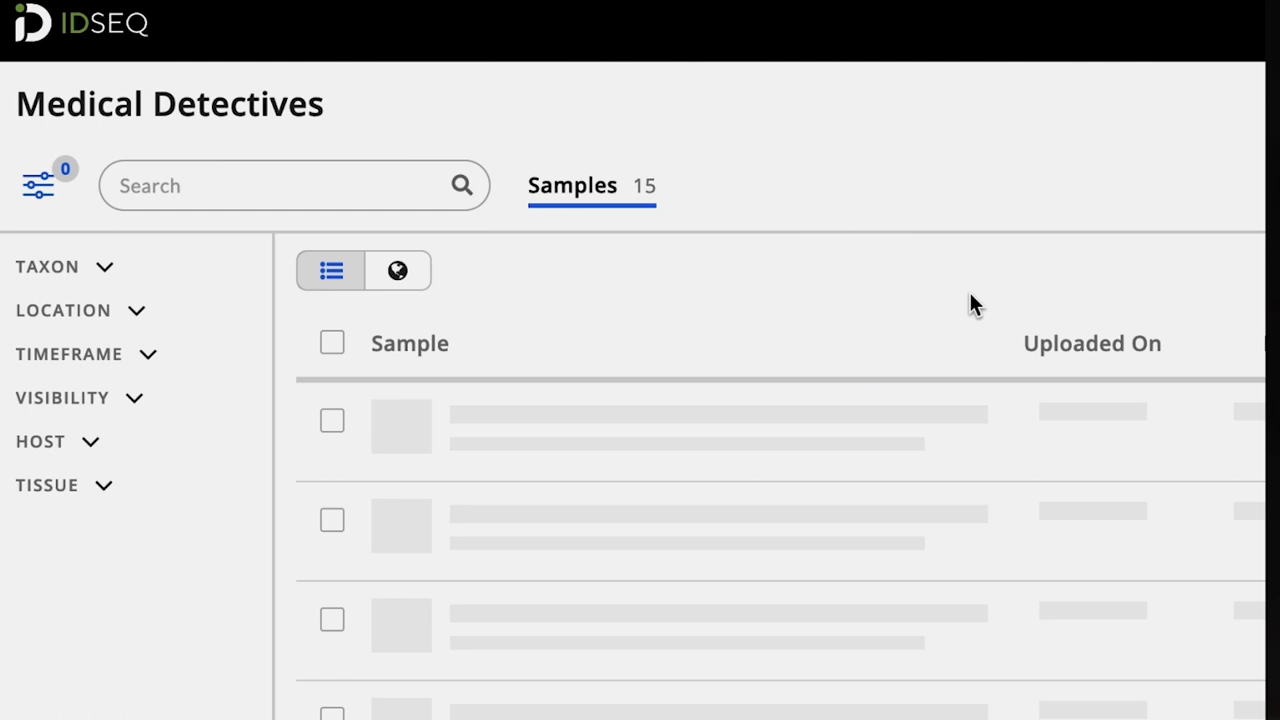 IDSEQ
Medical Detectives
0
Search
Samples 15
TAXON
LOCATION
TIMEFRAME
VISIBILITY
HOST
TISSUE
Sample Uploaded On